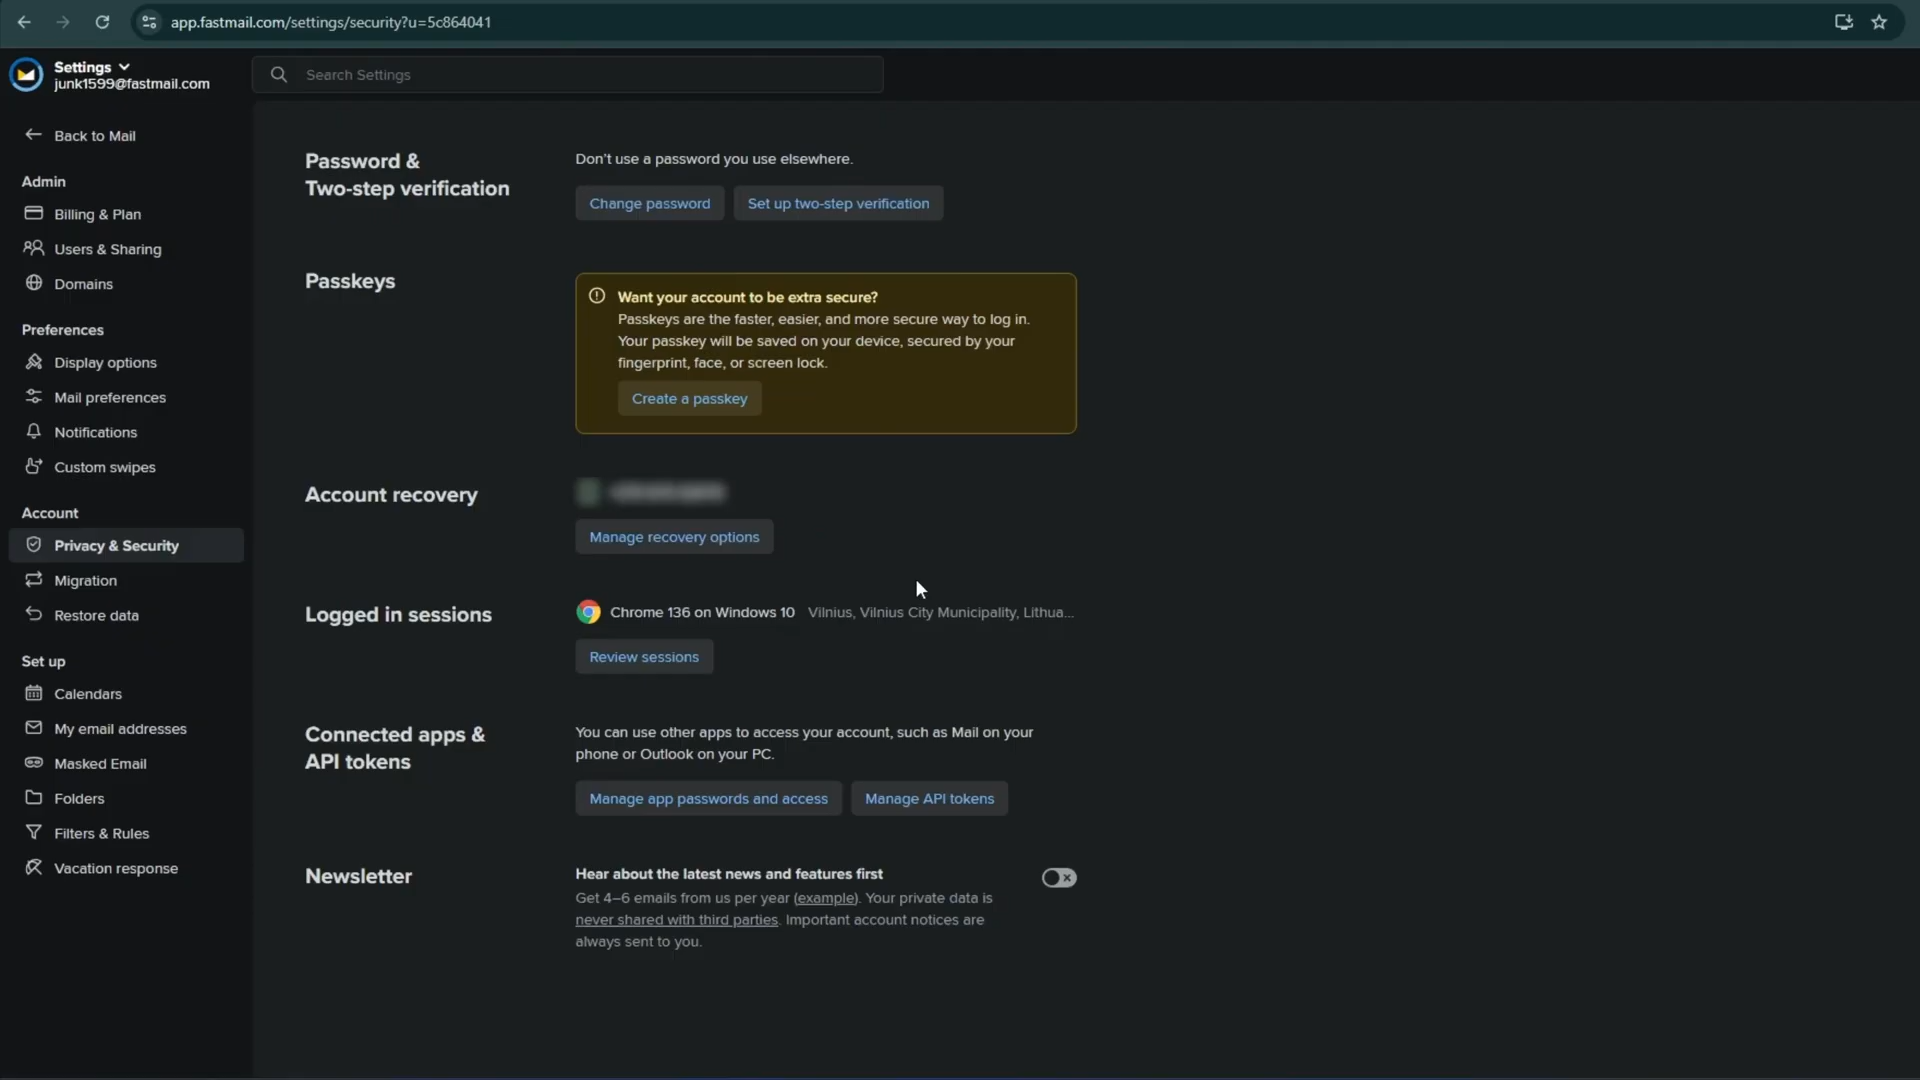 app.fastmail.com/settings/security?u=5c864041
Settings
junk1599@fastmail.com
Search Settings
Back to Mail
Admin
Billing & Plan
Users & Sharing
Domains
Preferences
Display options
Mail preferences
Notifications
Custom swipes
Account
Privacy & Security
Migration
Restore data
Set up
Calendars
My email addresses
Masked Email
Folders
Filters & Rules
Vacation response
Password &
Two-step verification
Don't use a password you use elsewhere.
Change password
Set up two-step verification
Passkeys
Want your account to be extra secure?
Passkeys are the faster, easier, and more secure way to log in.
Your passkey will be saved on your device, secured by your
fingerprint, face, or screen lock.
Create a passkey
Account recovery
Manage recovery options
Logged in sessions
Chrome 136 on Windows 10 Vilnius, Vilnius City Municipality, Lithua...
Review sessions
Connected apps &
API tokens
You can use other apps to access your account, such as Mail on your
phone or Outlook on your PC.
Manage app passwords and access
Manage API tokens
Newsletter
Hear about the latest news and features first
Get 4–6 emails from us per year (example). Your private data is
never shared with third parties. Important account notices are
always sent to you.